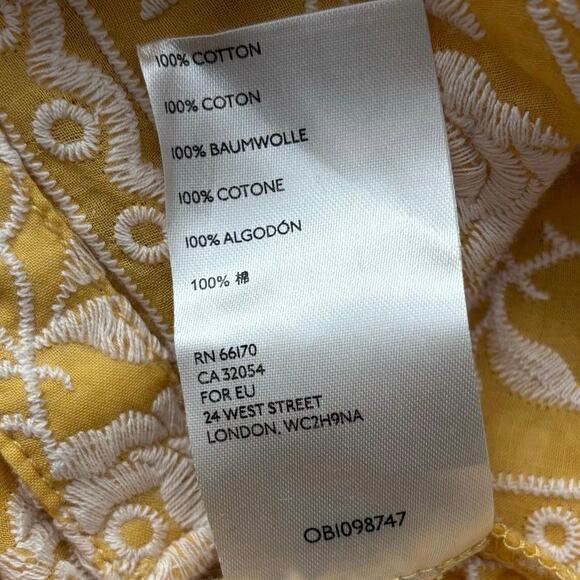 100% COTTON
100% COTON
100% BAUMWOLLE
100% COTONE
100% ALGODÓN
100% 棉
RN 66170
CA 32054
FOR EU
24 WEST STREET
LONDON, WC2H9NA
OB1098747